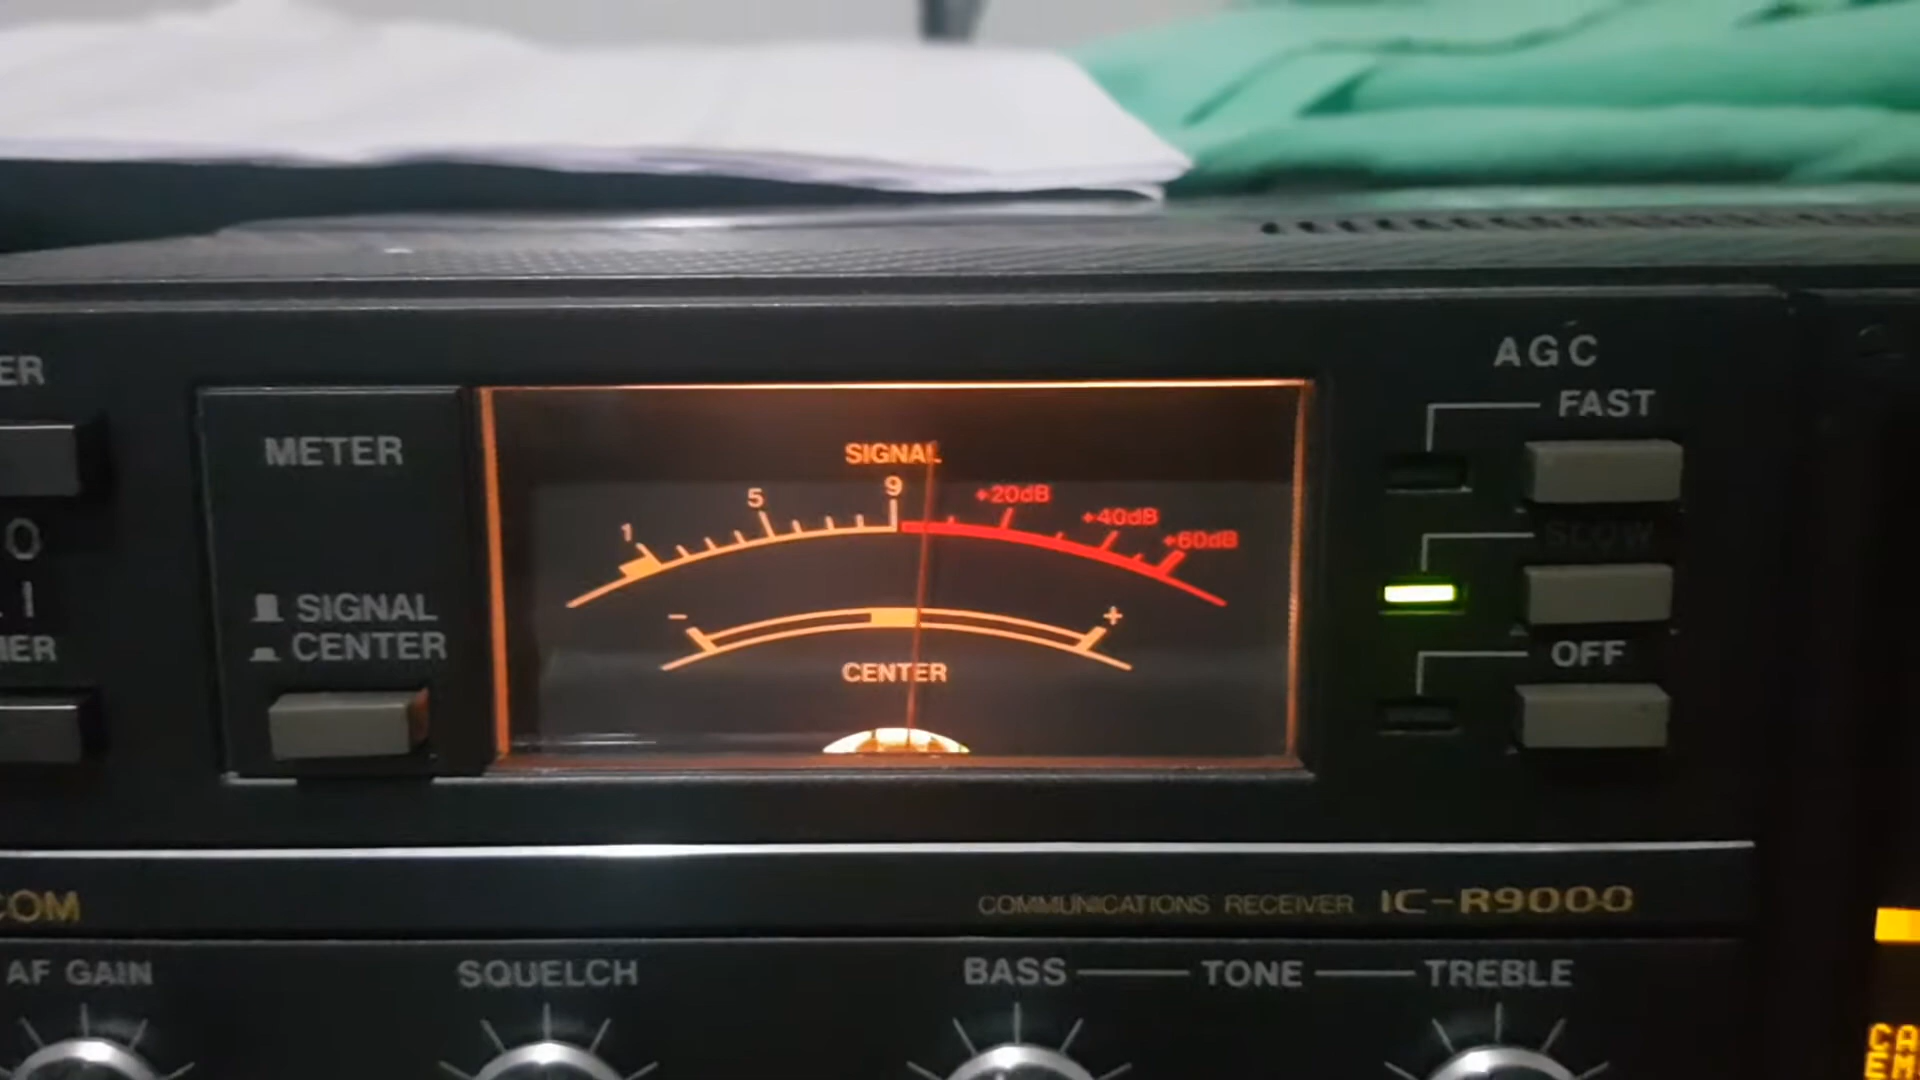 ER
METER
SIGNAL
1 5 9 +20dB +40dB +60dB
- +
CENTER
SIGNAL
CENTER
AGC
FAST
SLOW
OFF
COM
COMMUNICATIONS RECEIVER IC-R9000
AF GAIN
SQUELCH
BASS TONE TREBLE